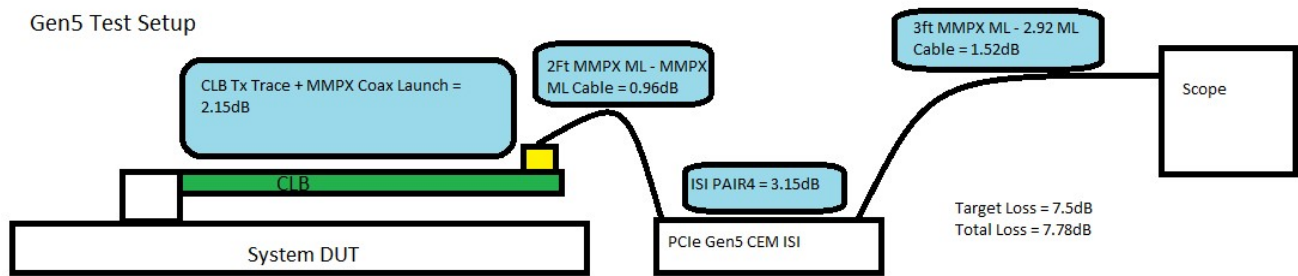 Gen5 Test Setup
CLB Tx Trace + MMPX Coax Launch =
2.15dB
2Ft MMPX ML - MMPX
ML Cable = 0.96dB
3ft MMPX ML - 2.92 ML
Cable = 1.52dB
Scope
CLB
ISI PAIR4 = 3.15dB
System DUT
PCIe Gen5 CEM ISI
Target Loss = 7.5dB
Total Loss = 7.78dB